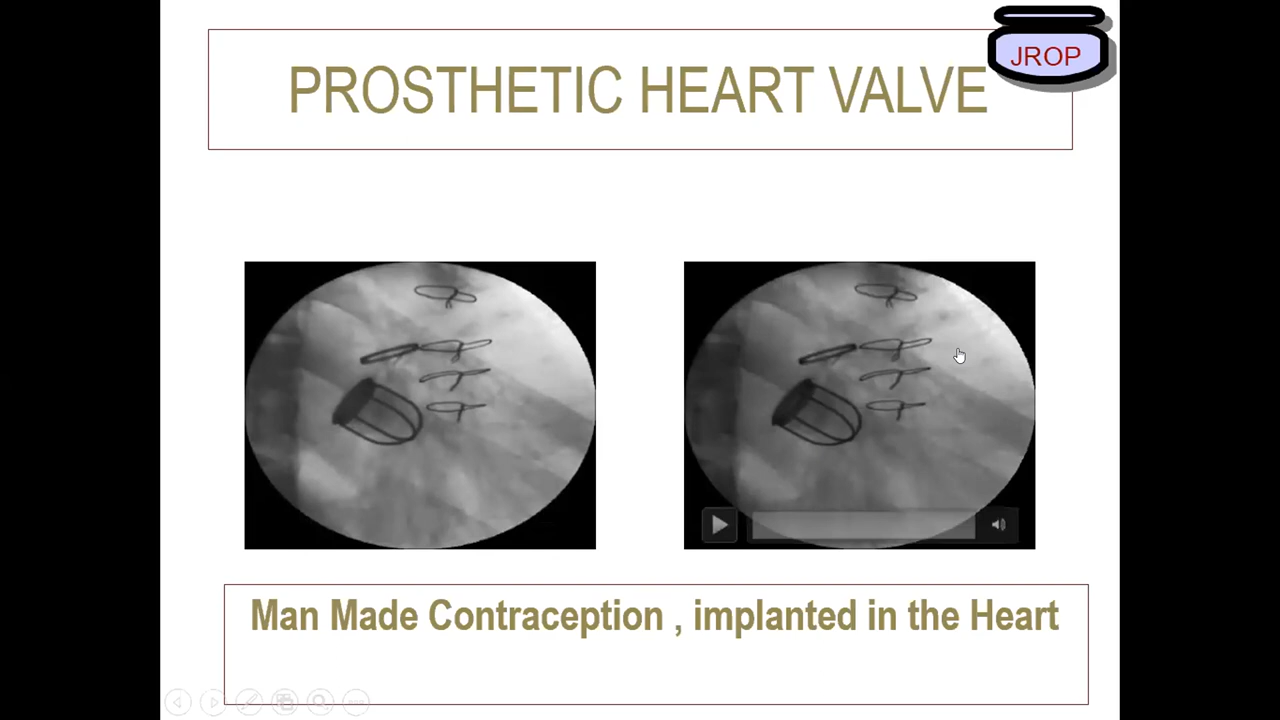 JROP
PROSTHETIC HEART VALVE
Man Made Contraception , implanted in the Heart